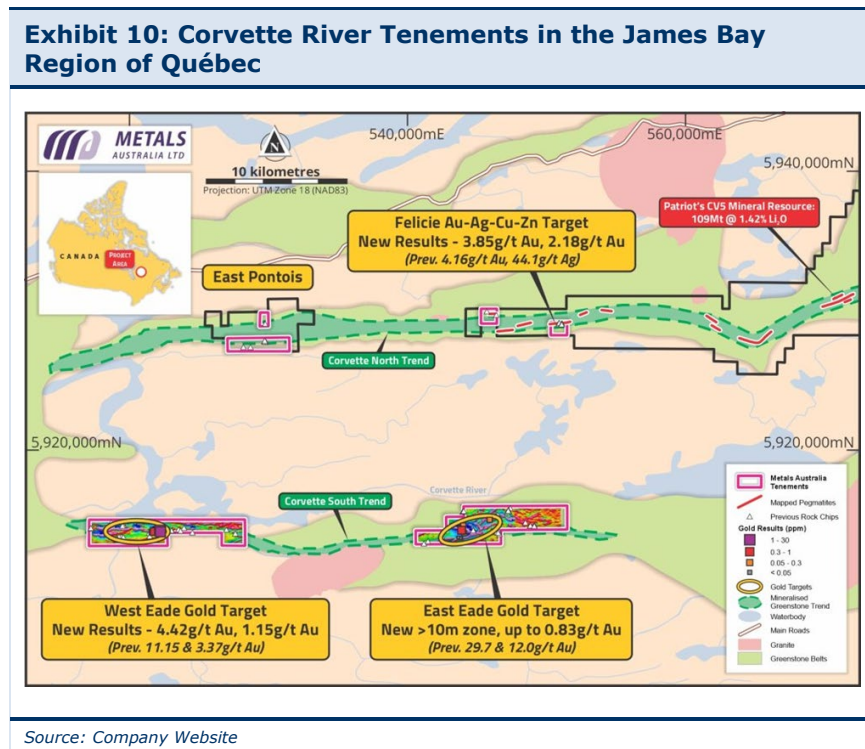 Exhibit 10: Corvette River Tenements in the James Bay
Region of Québec
METALS
AUSTRALIA LTD
N
10 kilometres
Projection: UTM Zone 18 (NAD83)
540,000mE
560,000mE
5,940,000mN
CANADA
PROJECT
AREA
Felicie Au-Ag-Cu-Zn Target
New Results - 3.85g/t Au, 2.18g/t Au
(Prev. 4.16g/t Au, 44.1g/t Ag)
Patriot's CV5 Mineral Resource:
109Mt @ 1.42% Li₂O
East Pontois
Corvette North Trend
5,920,000mN
5,920,000mN
Corvette River
Corvette South Trend
West Eade Gold Target
New Results - 4.42g/t Au, 1.15g/t Au
(Prev. 11.15 & 3.37g/t Au)
East Eade Gold Target
New >10m zone, up to 0.83g/t Au
(Prev. 29.7 & 12.0g/t Au)
Metals Australia
Tenements
Mapped Pegmatites
Previous Rock Chips
Gold Results (ppm)
1 - 30
0.3 - 1
0.05 - 0.3
< 0.05
Gold Targets
Mineralised
Greenstone Trend
Waterbody
Main Roads
Granite
Greenstone Belts
Source: Company Website